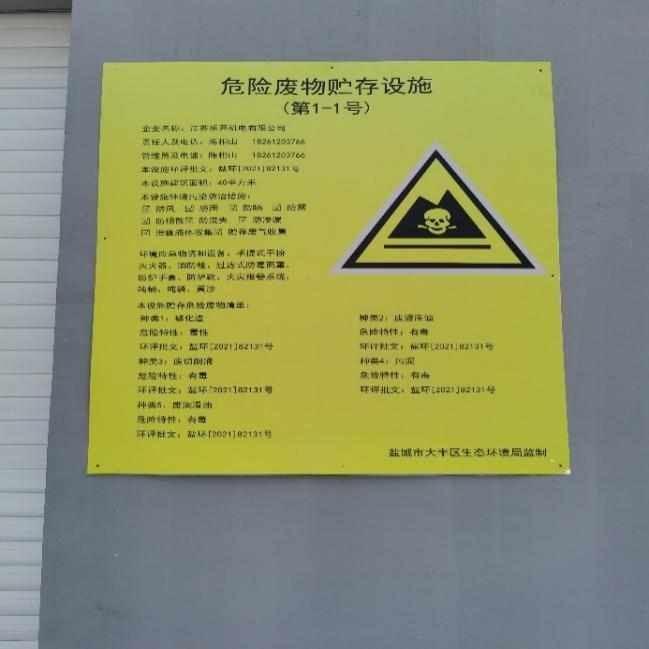 危险废物贮存设施
(第1-1号)
企业名称：江苏乐开机电有限公司
责任人及电话：陈相山 18261203766
管理员及电话：陈相山 18261203766
本设施环评批文：盐环[2021]82131号
本设施建筑面积：40平方米
本设施环境污染防治措施：
☑ 防风 ☑ 防雨 ☑ 防晒 ☑ 防雷
☑ 防扬散 ☑ 防流失 ☑ 防渗漏
☑ 泄露液体收集 ☑ 贮存废气收集
环境应急物资和设备：手提式干粉
灭火器、消防栓、过滤式防毒面罩、
防护手套、防护靴、火灾报警系统、
吨桶、吨袋、黄沙
本设施贮存危险废物清单：
种类1：磷化渣
危险特性：毒性
环评批文：盐环[2021]82131号
种类3：废切削液
危险特性：有毒
环评批文：盐环[2021]82131号
种类5：废润滑油
危险特性：有毒
环评批文：盐环[2021]82131号
种类2：废液压油
危险特性：有毒
环评批文：盐环[2021]82131号
种类4：污泥
危险特性：有毒
环评批文：盐环[2021]82131号
盐城市大丰区生态环境局监制